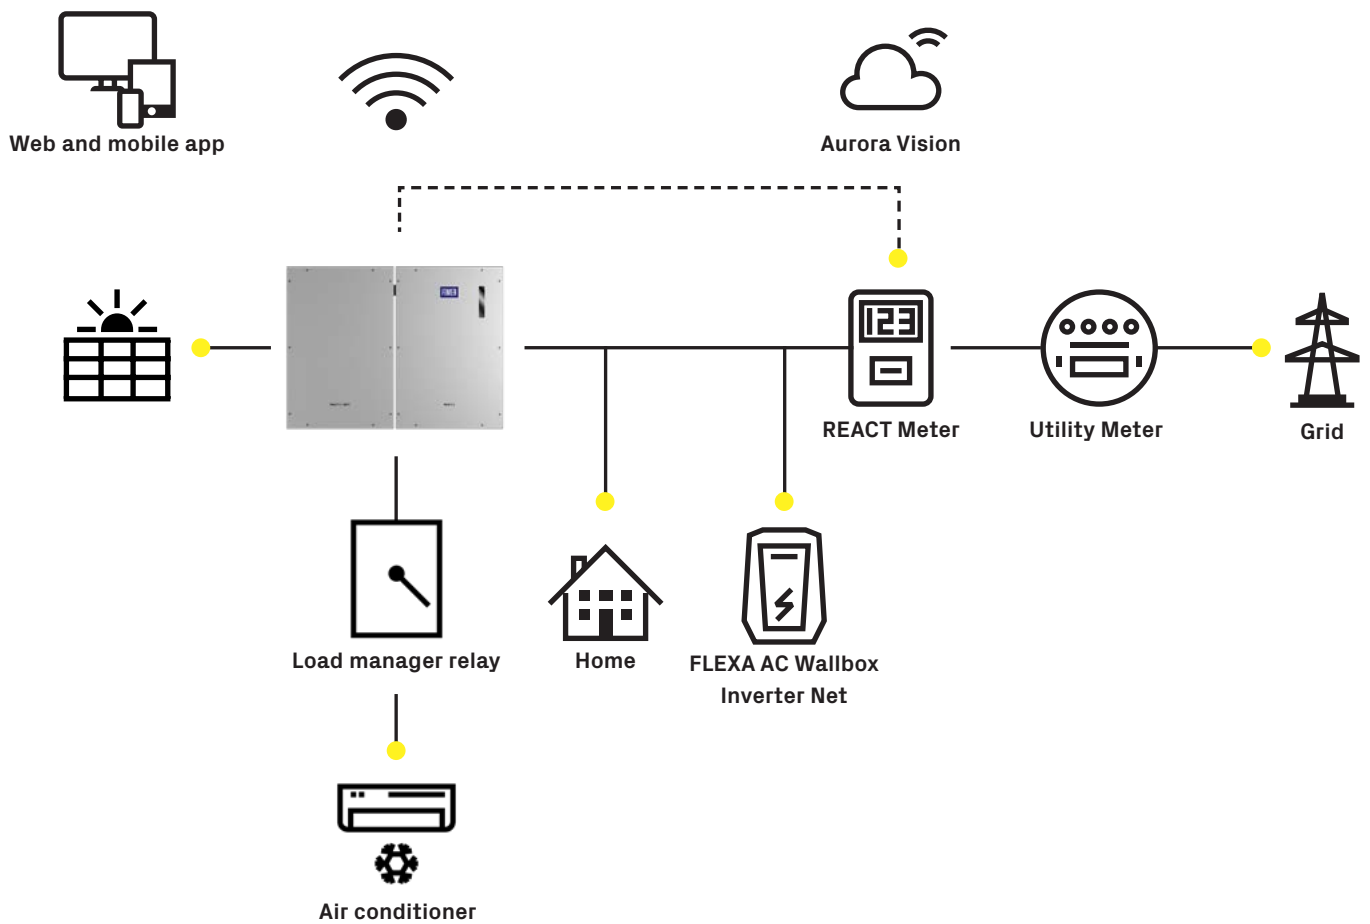 Web and mobile app
Aurora Vision
123
REACT Meter
Utility Meter
Grid
Load manager relay
Home
FLEXA AC Wallbox
Inverter Net
Air conditioner